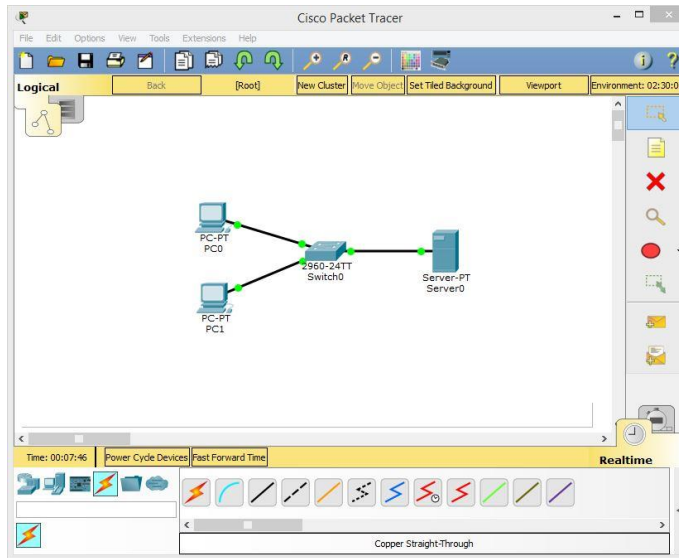 Cisco Packet Tracer
File Edit Options View Tools Extensions Help
Logical
Back
[Root]
New Cluster
Move Object
Set Tiled Background
Viewport
Environment: 02:30:0
PC-PT
PC0
2960-24TT
Switch0
Server-PT
Server0
PC-PT
PC1
Time: 00:07:46
Power Cycle Devices
Fast Forward Time
Realtime
Copper Straight-Through